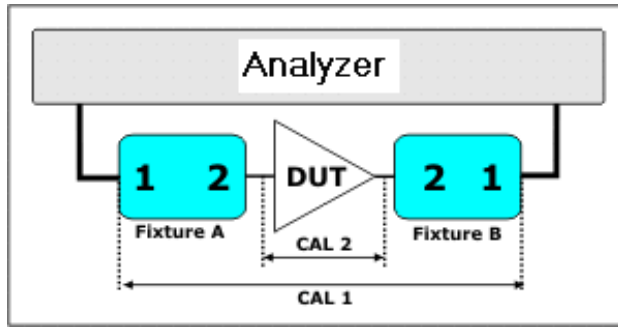 Analyzer
1 2 DUT 2 1
Fixture A
Fixture B
CAL 2
CAL 1